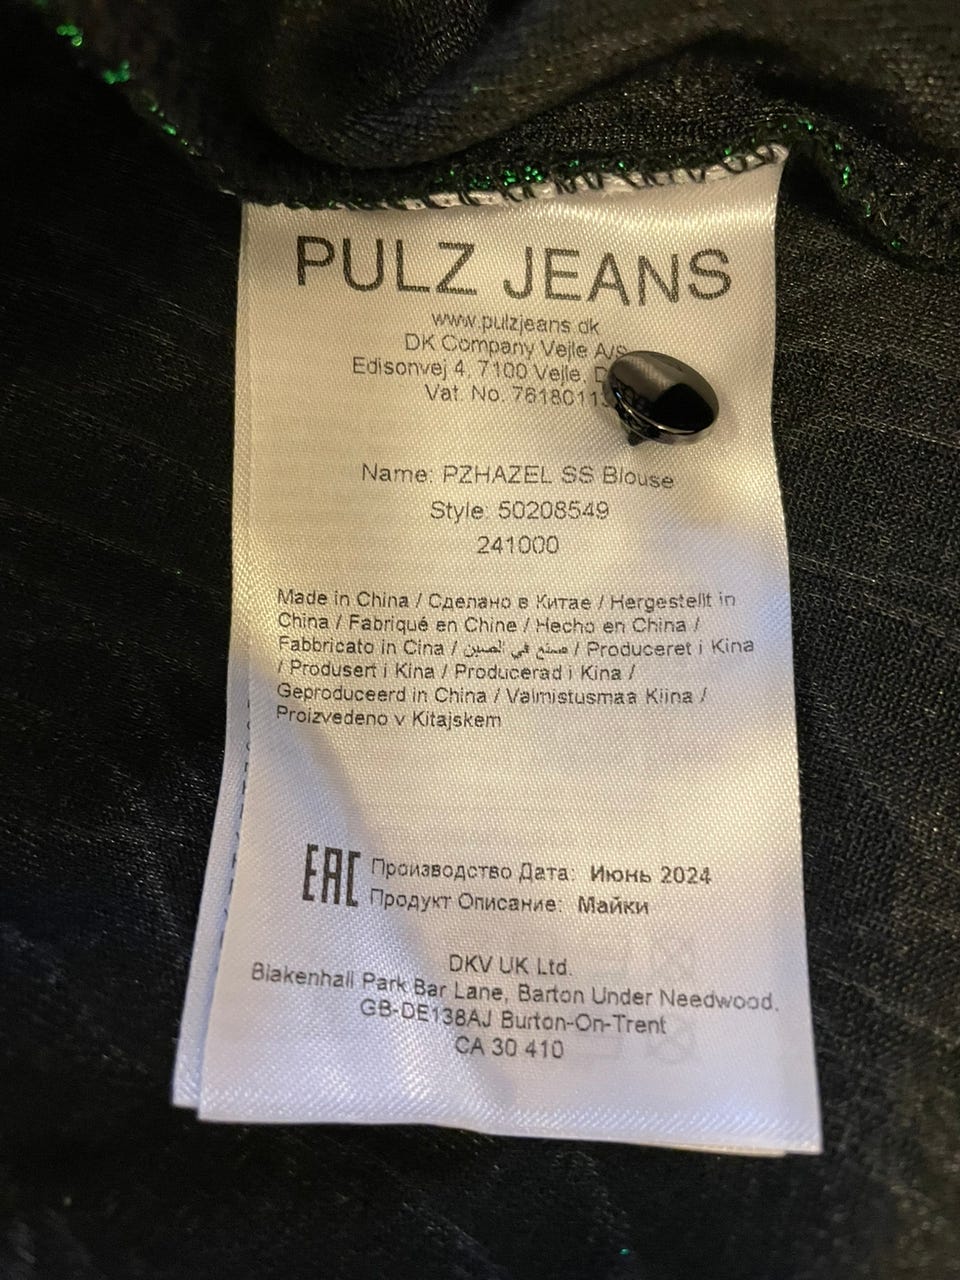 PULZ JEANS
www.pulzjeans.dk
DK Company Vejle A/S
Edisonvej 4, 7100 Vejle,
Vat. No.
Name: PZHAZEL SS Blouse
Style: 50208549
241000
Made in China / Сделано в Китае / Hergestellt in
China / Fabriqué en Chine / Hecho en China /
Fabbricato in Cina / صنع في الصين / Produceret i Kina
/ Produsert i Kina / Producerad i Kina /
Geproduceerd in China / Valmistusmaa Kiina /
Proizvedeno v Kitajskem
EAC Производство Дата: Июнь 2024
Продукт Описание: Майки
DKV UK Ltd.
Blakenhall Park Bar Lane, Barton Under Needwood,
GB-DE138AJ Burton-On-Trent
CA 30 410